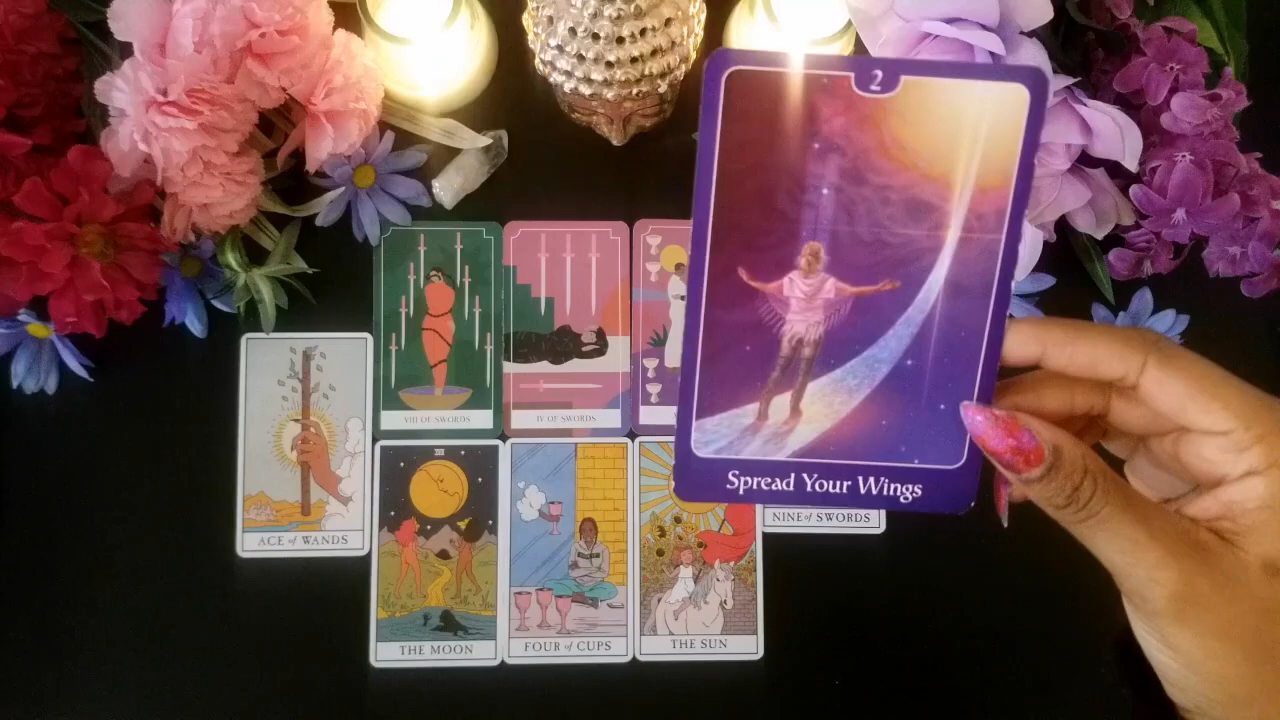 2
Spread Your Wings
VIII OF SWORDS
IV OF SWORDS
ACE of WANDS
XIII
THE MOON
FOUR of CUPS
THE SUN
NINE of SWORDS